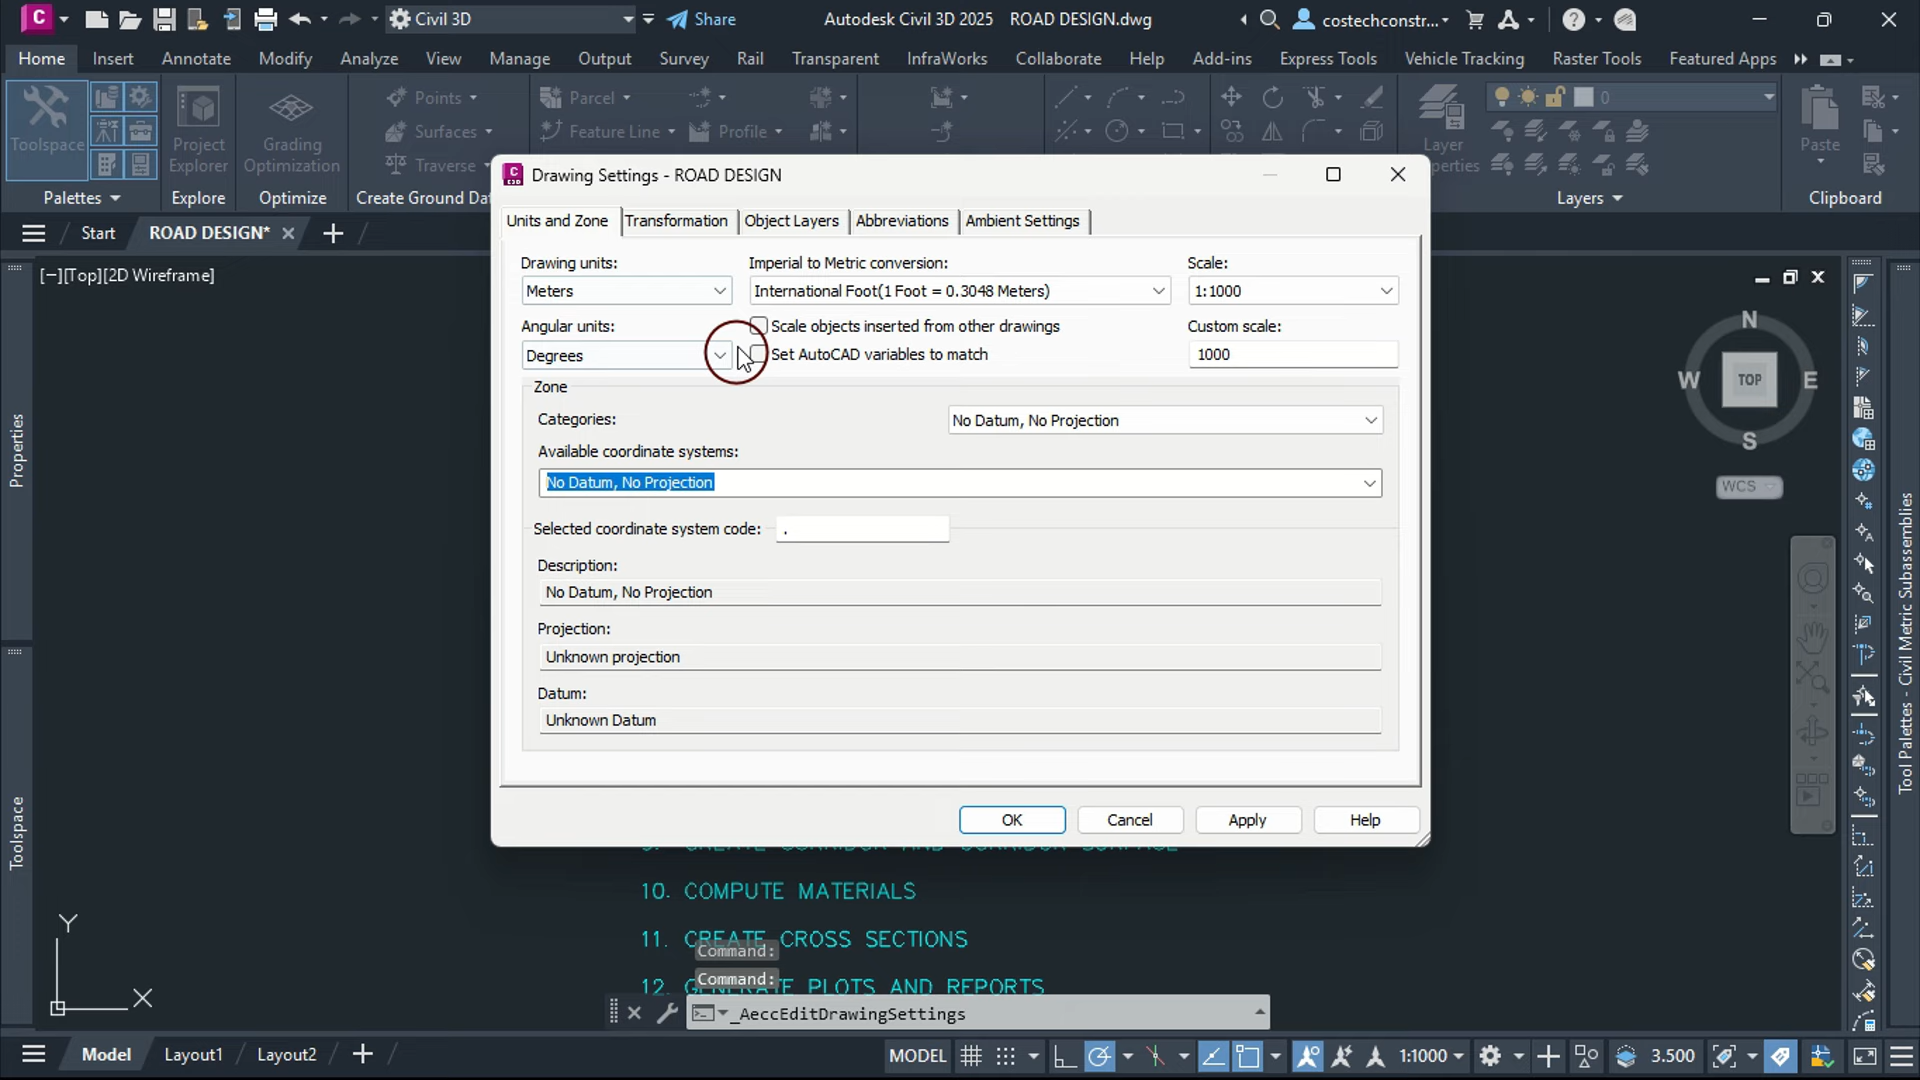 Civil 3D
Share
Autodesk Civil 3D 2025 ROAD DESIGN.dwg
costechconstr...
Home Insert Annotate Modify Analyze View Manage Output Survey Rail Transparent InfraWorks Collaborate Help Add-ins Express Tools Vehicle Tracking Raster Tools Featured Apps
Toolspace
Project
Explorer
Grading
Optimization
Points
Surfaces
Traverse
Parcel
Feature Line
Profile
Layer
Paste
0
Palettes
Explore
Optimize
Layers
Clipboard
Start
ROAD DESIGN*
[−][Top][2D Wireframe]
Drawing Settings - ROAD DESIGN
Units and Zone Transformation Object Layers Abbreviations Ambient Settings
Drawing units: Imperial to Metric conversion: Scale:
Meters International Foot(1 Foot = 0.3048 Meters) 1:1000
Angular units: Scale objects inserted from other drawings Custom scale:
Degrees Set AutoCAD variables to match 1000
Zone
Categories: No Datum, No Projection
Available coordinate systems:
No Datum, No Projection
Selected coordinate system code: .
Description:
No Datum, No Projection
Projection:
Unknown projection
Datum:
Unknown Datum
OK Cancel Apply Help
N
W TOP E
S
WCS
Properties
Toolspace
Tool Palettes - Civil Metric Subassemblies
10. COMPUTE MATERIALS
11. CREATE CROSS SECTIONS
12. GENERATE PLOTS AND REPORTS
Command:
Command:
_AeccEditDrawingSettings
Y
X
Model Layout1 Layout2
MODEL
1:1000
3.500